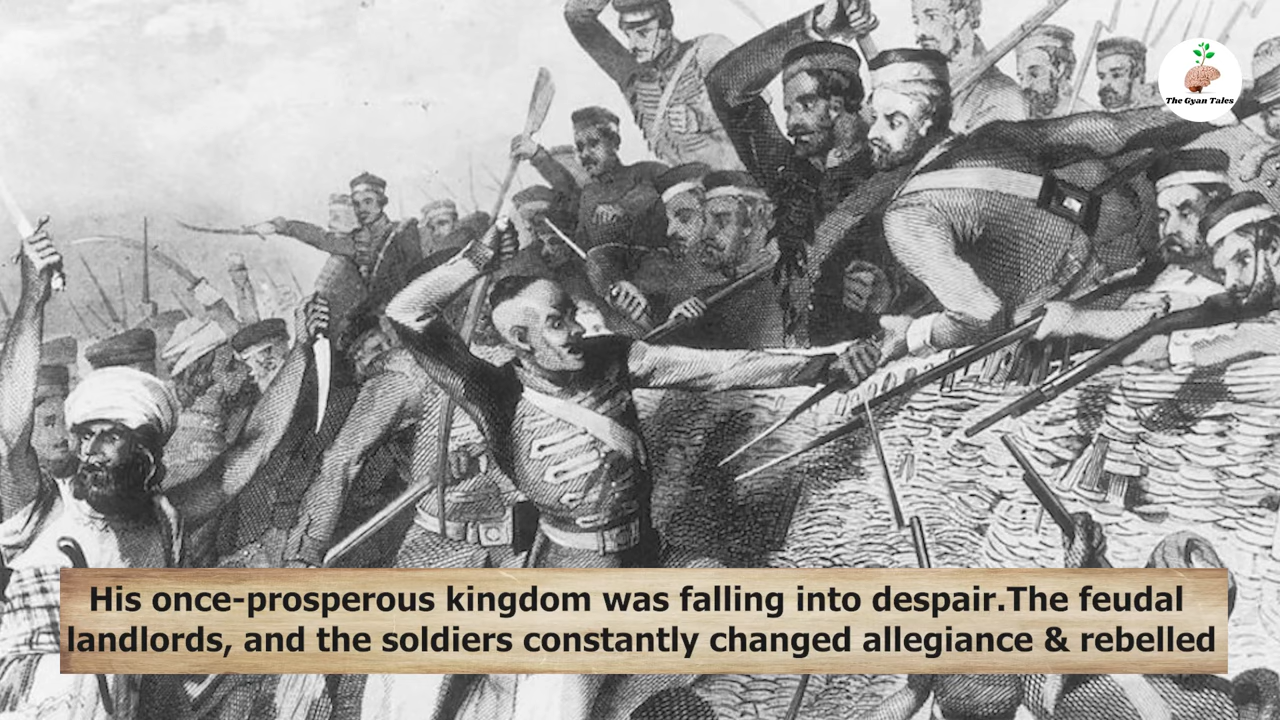 The Gyan Tales
His once-prosperous kingdom was falling into despair.The feudal
landlords, and the soldiers constantly changed allegiance & rebelled